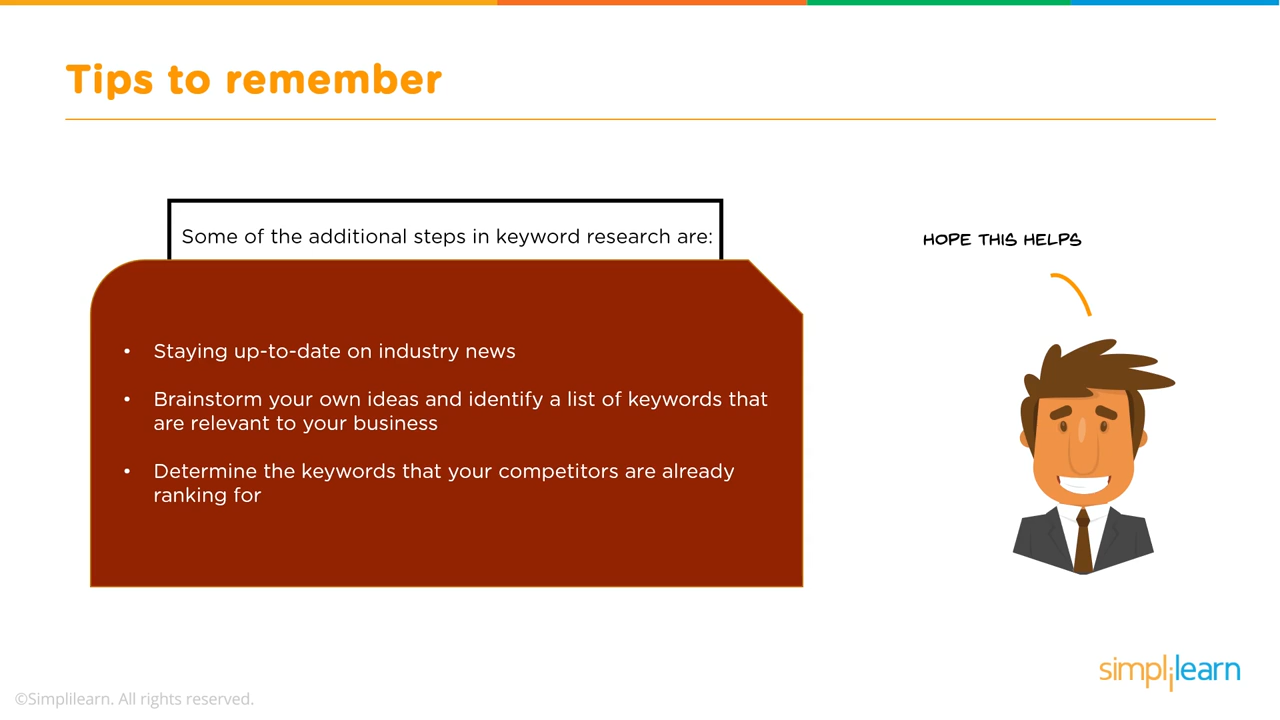 Tips to remember
Some of the additional steps in keyword research are:
HOPE THIS HELPS
• Staying up-to-date on industry news
• Brainstorm your own ideas and identify a list of keywords that
are relevant to your business
• Determine the keywords that your competitors are already
ranking for
simplilearn
©Simplilearn. All rights reserved.